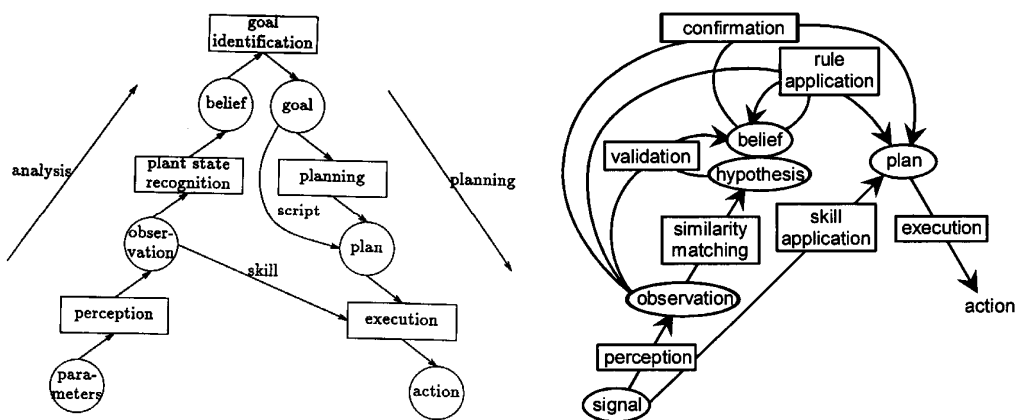 goal
identification
belief
goal
analysis
plant state
recognition
planning
planning
script
obser-
vation
plan
skill
perception
execution
para-
meters
action
confirmation
rule
application
belief
validation
hypothesis
plan
similarity
matching
skill
application
execution
observation
action
perception
signal